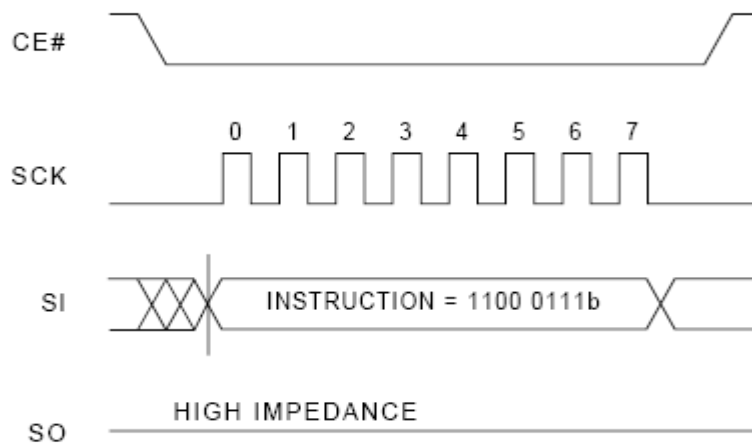 CE#
0 1 2 3 4 5 6 7
SCK
SI
INSTRUCTION = 1100 0111b
HIGH IMPEDANCE
SO